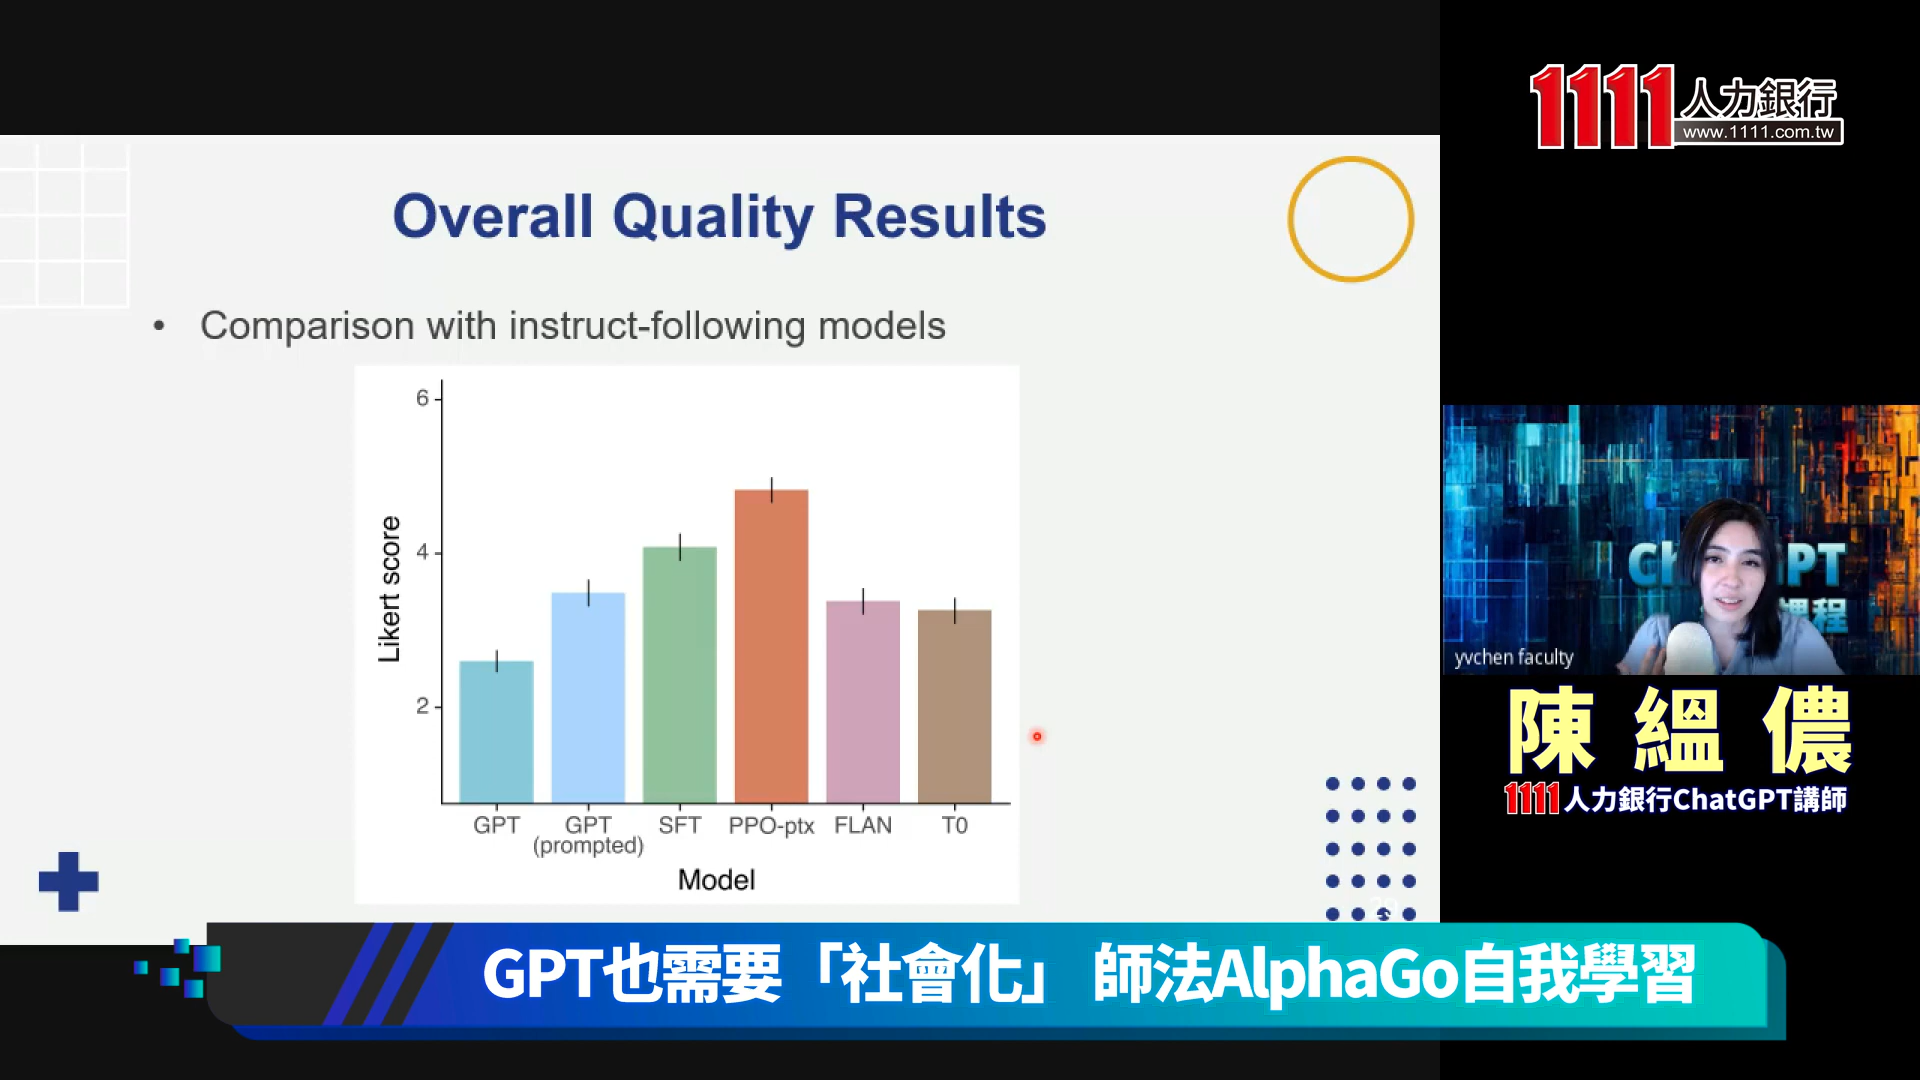 1111人力銀行
www.1111.com.tw
Overall Quality Results
• Comparison with instruct-following models
6
4
2
Likert score
GPT
GPT
(prompted)
SFT
PPO-ptx
FLAN
T0
Model
yvchen faculty
陳縕儂
1111人力銀行ChatGPT講師
GPT也需要「社會化」 師法AlphaGo自我學習